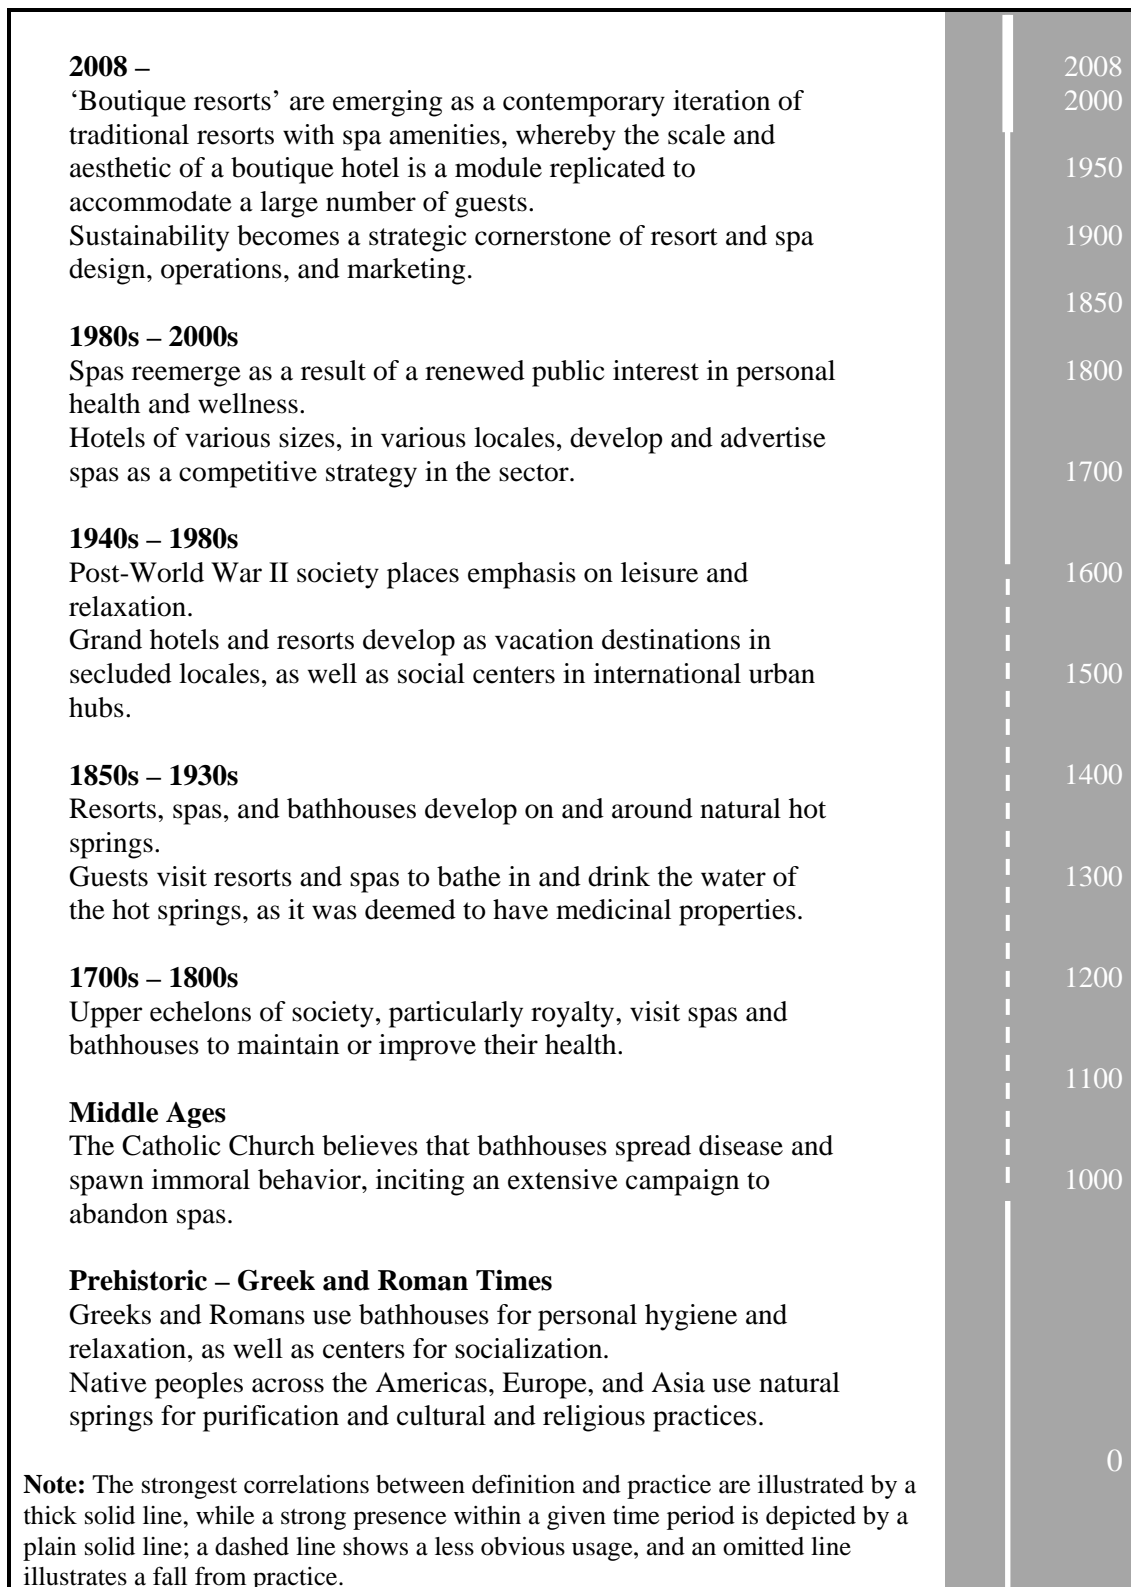 2008 –
‘Boutique resorts’ are emerging as a contemporary iteration of
traditional resorts with spa amenities, whereby the scale and
aesthetic of a boutique hotel is a module replicated to
accommodate a large number of guests.
Sustainability becomes a strategic cornerstone of resort and spa
design, operations, and marketing.
1980s – 2000s
Spas reemerge as a result of a renewed public interest in personal
health and wellness.
Hotels of various sizes, in various locales, develop and advertise
spas as a competitive strategy in the sector.
1940s – 1980s
Post-World War II society places emphasis on leisure and
relaxation.
Grand hotels and resorts develop as vacation destinations in
secluded locales, as well as social centers in international urban
hubs.
1850s – 1930s
Resorts, spas, and bathhouses develop on and around natural hot
springs.
Guests visit resorts and spas to bathe in and drink the water of
the hot springs, as it was deemed to have medicinal properties.
1700s – 1800s
Upper echelons of society, particularly royalty, visit spas and
bathhouses to maintain or improve their health.
Middle Ages
The Catholic Church believes that bathhouses spread disease and
spawn immoral behavior, inciting an extensive campaign to
abandon spas.
Prehistoric – Greek and Roman Times
Greeks and Romans use bathhouses for personal hygiene and
relaxation, as well as centers for socialization.
Native peoples across the Americas, Europe, and Asia use natural
springs for purification and cultural and religious practices.
Note: The strongest correlations between definition and practice are illustrated by a
thick solid line, while a strong presence within a given time period is depicted by a
plain solid line; a dashed line shows a less obvious usage, and an omitted line
illustrates a fall from practice.
2008
2000
1950
1900
1850
1800
1700
1600
1500
1400
1300
1200
1100
1000
0